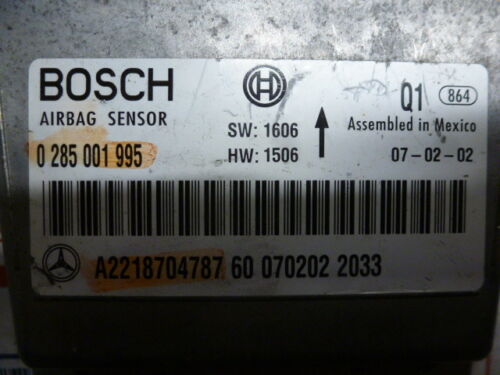 BOSCH
AIRBAG SENSOR
0 285 001 995
SW: 1606
HW: 1506
Q1 864
Assembled in Mexico
07-02-02
A2218704787 60 070202 2033